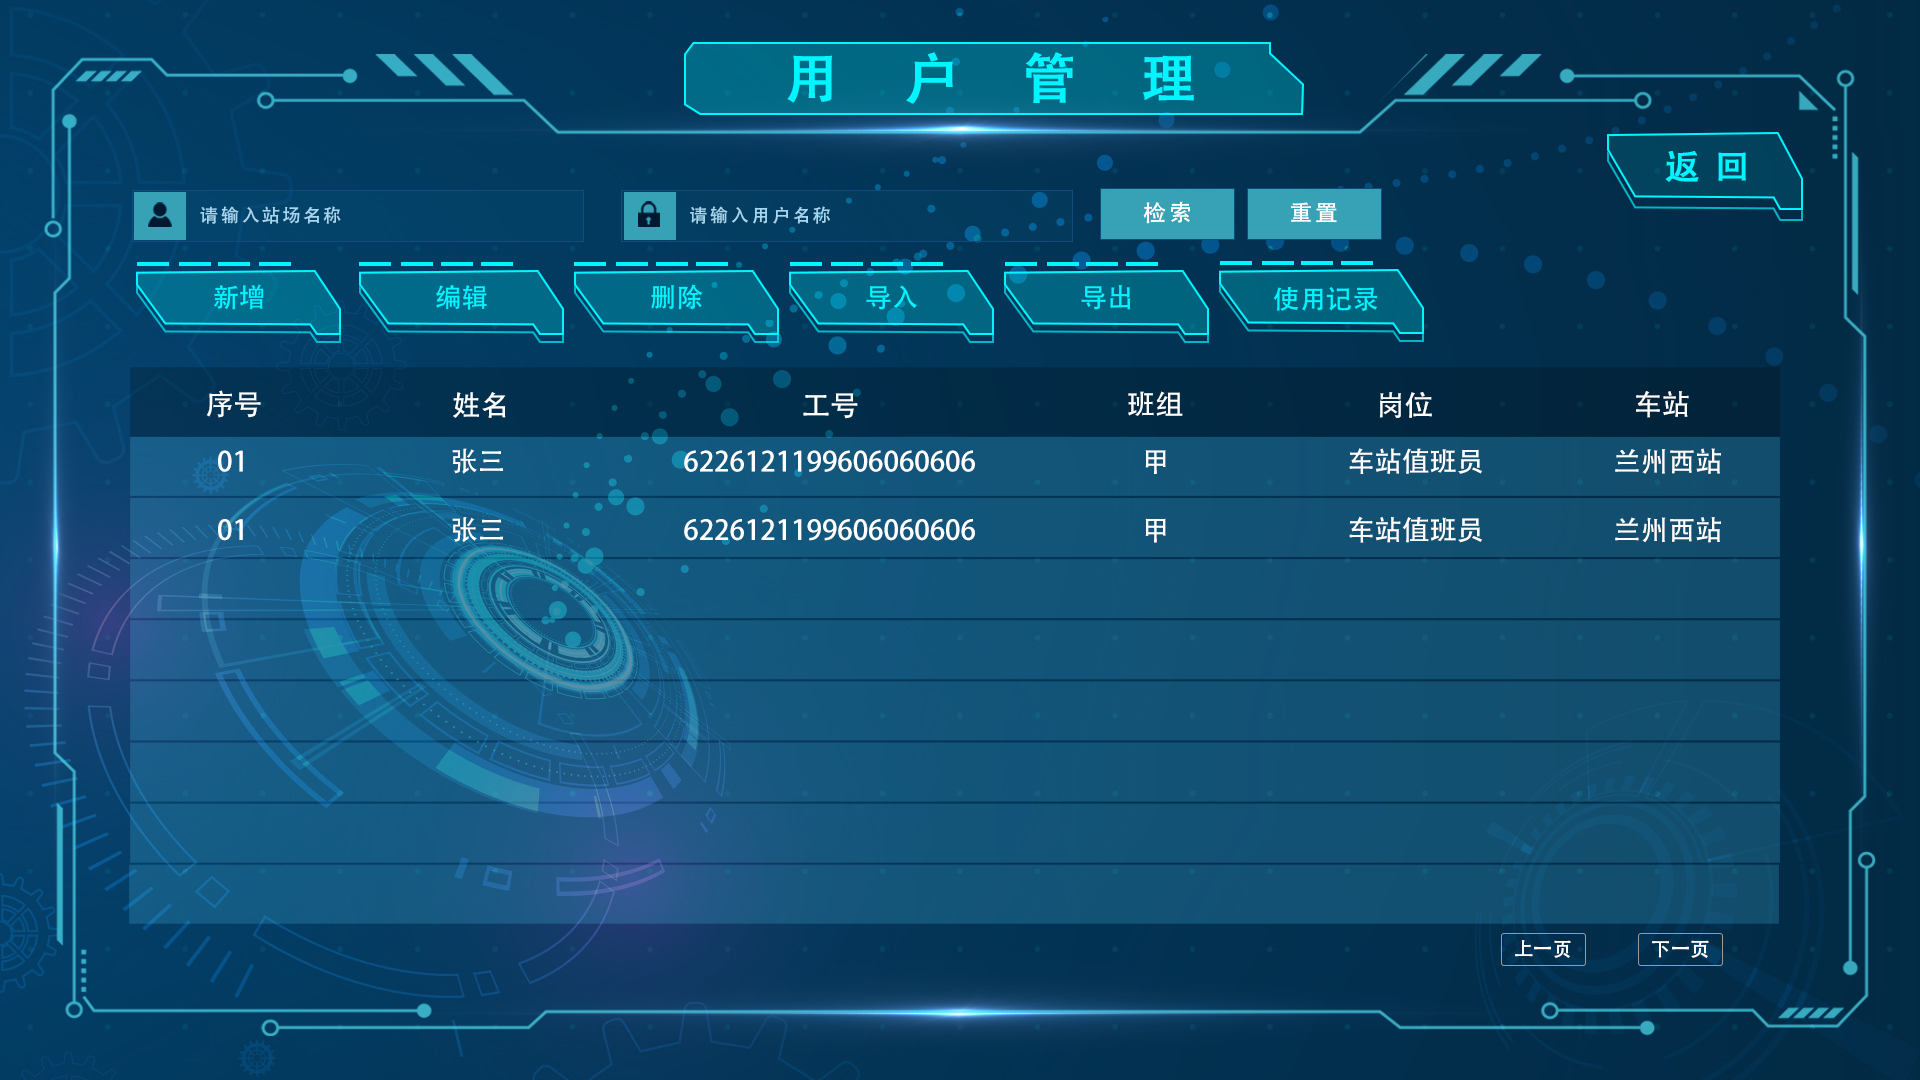 用户管理
返回
请输入站场名称 请输入用户名称 检索 重置
新增 编辑 删除 导入 导出 使用记录
序号 姓名 工号 班组 岗位 车站
01 张三 6226121199606060606 甲 车站值班员 兰州西站
01 张三 6226121199606060606 甲 车站值班员 兰州西站
上一页 下一页